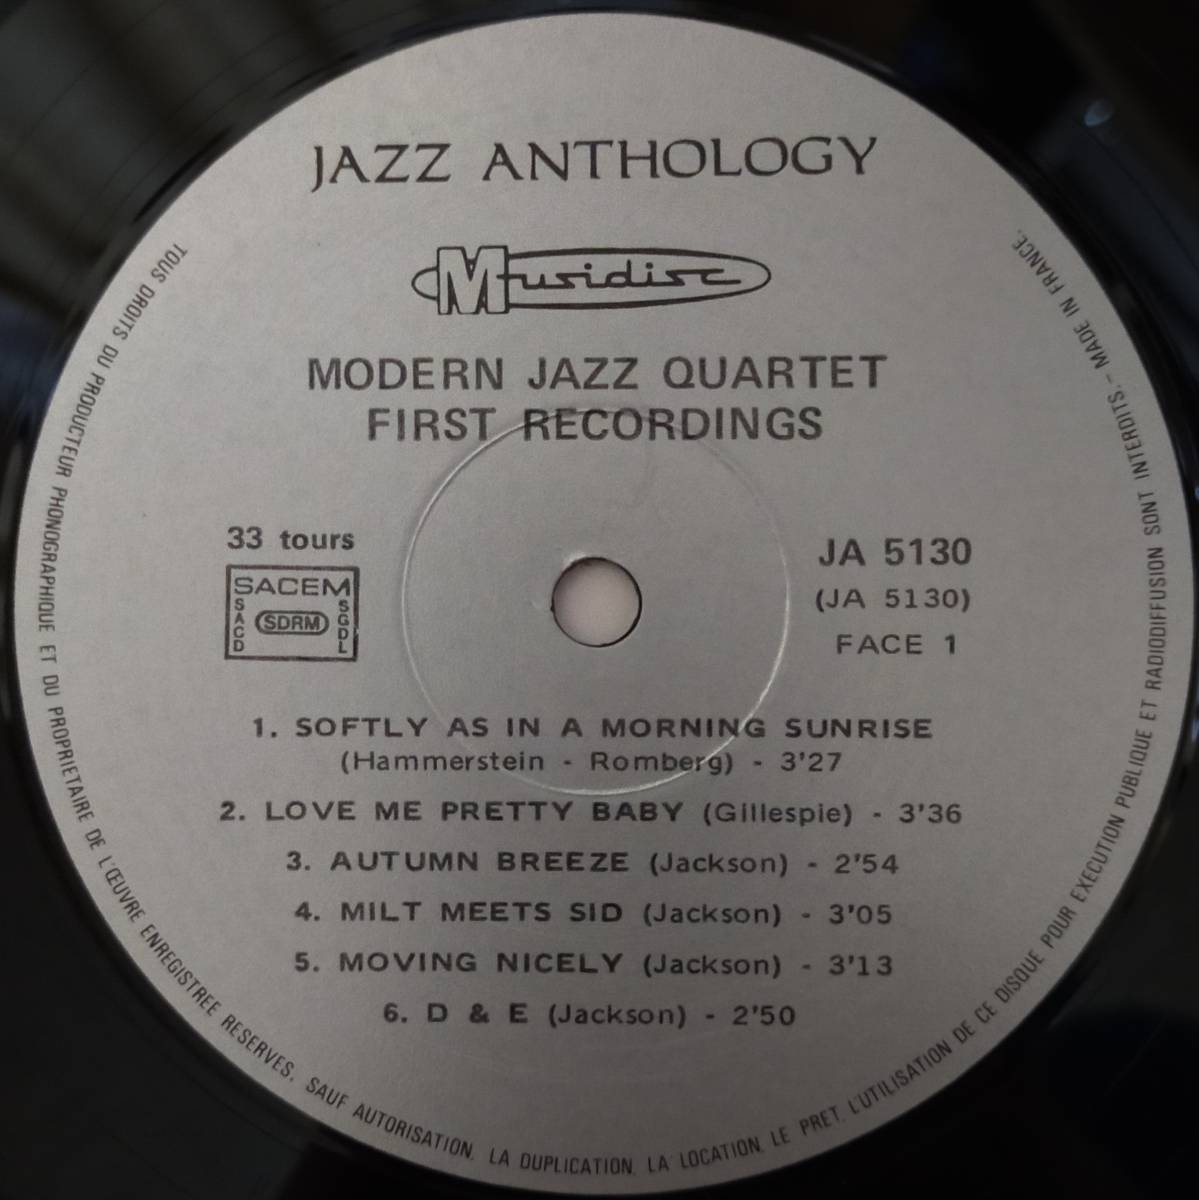 JAZZ ANTHOLOGY
Musidisc
MODERN JAZZ QUARTET
FIRST RECORDINGS
33 tours
SACEM
SACD
SDRM
SGDL
JA 5130
(JA 5130)
FACE 1
1. SOFTLY AS IN A MORNING SUNRISE
(Hammerstein - Romberg) - 3'27
2. LOVE ME PRETTY BABY (Gillespie) - 3'36
3. AUTUMN BREEZE (Jackson) - 2'54
4. MILT MEETS SID (Jackson) - 3'05
5. MOVING NICELY (Jackson) - 3'13
6. D & E (Jackson) - 2'50
TOUS DROITS DU PRODUCTEUR PHONOGRAPHIQUE ET DU PROPRIETAIRE DE L'ŒUVRE ENREGISTREE RESERVES. SAUF AUTORISATION, LA DUPLICATION, LA LOCATION, LE PRET, L'UTILISATION DE CE DISQUE POUR EXECUTION PUBLIQUE ET RADIODIFFUSION SONT INTERDITS. - MADE IN FRANCE.